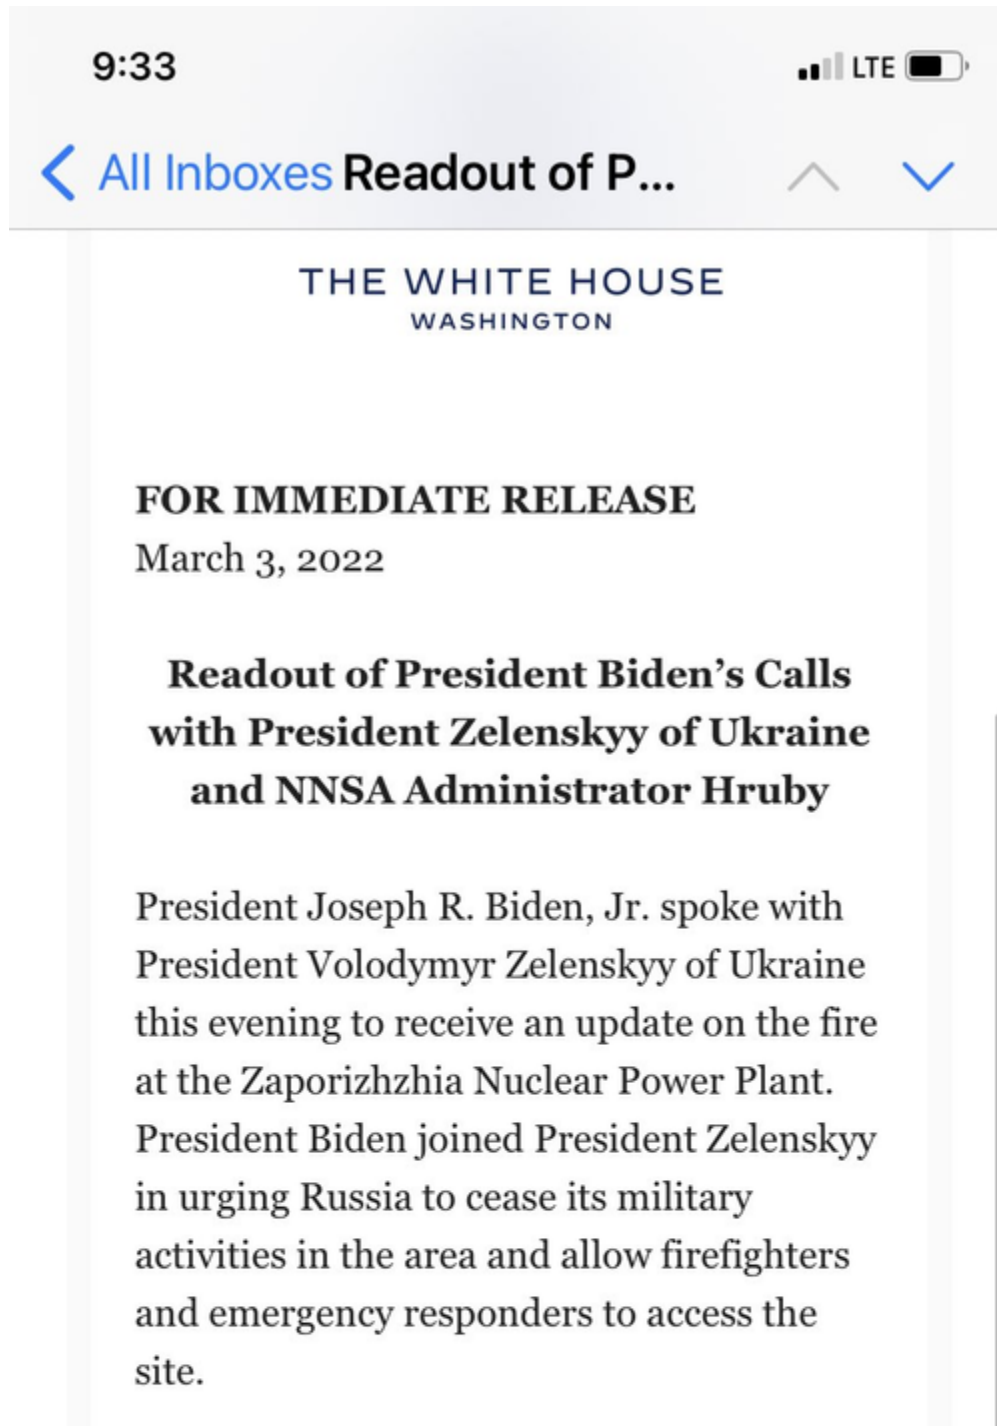 9:33 LTE
All Inboxes Readout of P...
THE WHITE HOUSE
WASHINGTON
FOR IMMEDIATE RELEASE
March 3, 2022
Readout of President Biden’s Calls
with President Zelenskyy of Ukraine
and NNSA Administrator Hruby
President Joseph R. Biden, Jr. spoke with
President Volodymyr Zelenskyy of Ukraine
this evening to receive an update on the fire
at the Zaporizhzhia Nuclear Power Plant.
President Biden joined President Zelenskyy
in urging Russia to cease its military
activities in the area and allow firefighters
and emergency responders to access the
site.